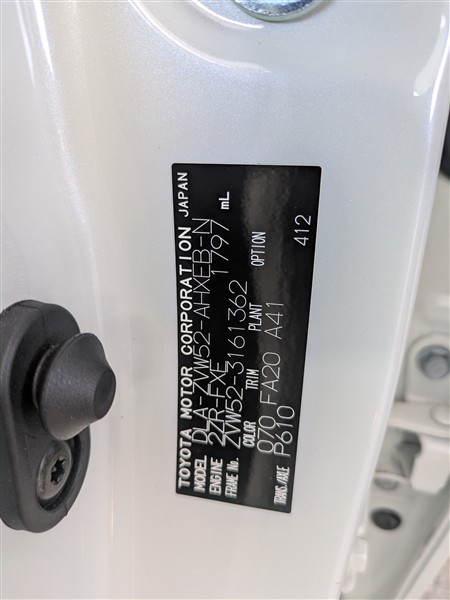 TOYOTA MOTOR CORPORATION JAPAN
MODEL DLA-ZVW52-AHXEB-N
ENGINE 2ZR-FXE 1797 mL
FRAME No. ZVW52-3161362
COLOR TRIM PLANT OPTION
070 FA20 A41
TRANS./AXLE P610 412